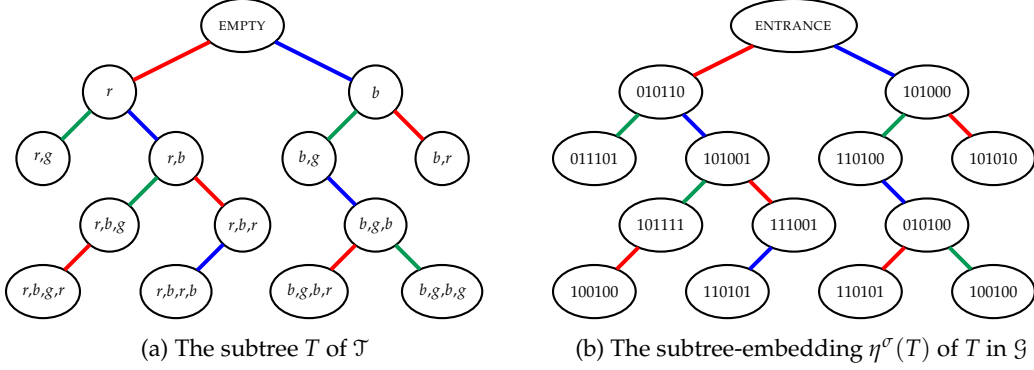 EMPTY ENTRANCE
r b 010110 101000
r,g r,b b,g b,r 011101 101001 110100 101010
r,b,g r,b,r b,g,b 101111 111001 010100
r,b,g,r r,b,r,b b,g,b,r b,g,b,g 100100 110101 110101 100100
(a) The subtree T of 𝒯 (b) The subtree-embedding η^σ(T) of T in 𝒢